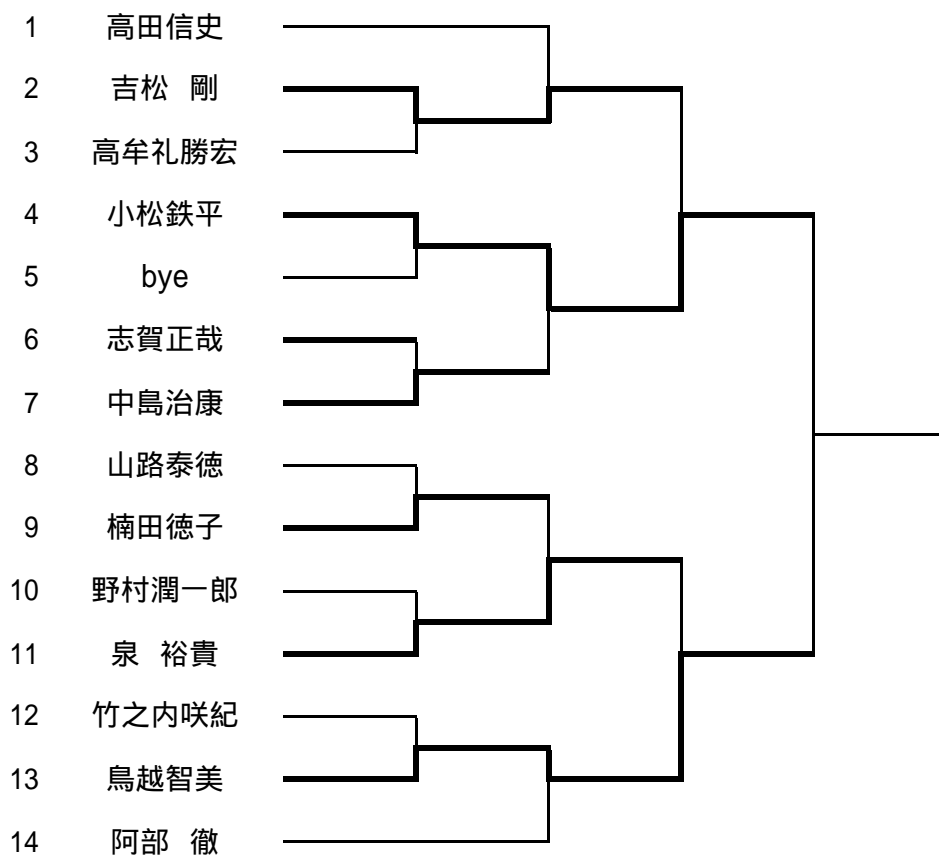 1 高田信史
2 吉松 剛
3 高牟礼勝宏
4 小松鉄平
5 bye
6 志賀正哉
7 中島治康
8 山路泰徳
9 楠田徳子
10 野村潤一郎
11 泉 裕貴
12 竹之内咲紀
13 鳥越智美
14 阿部 徹